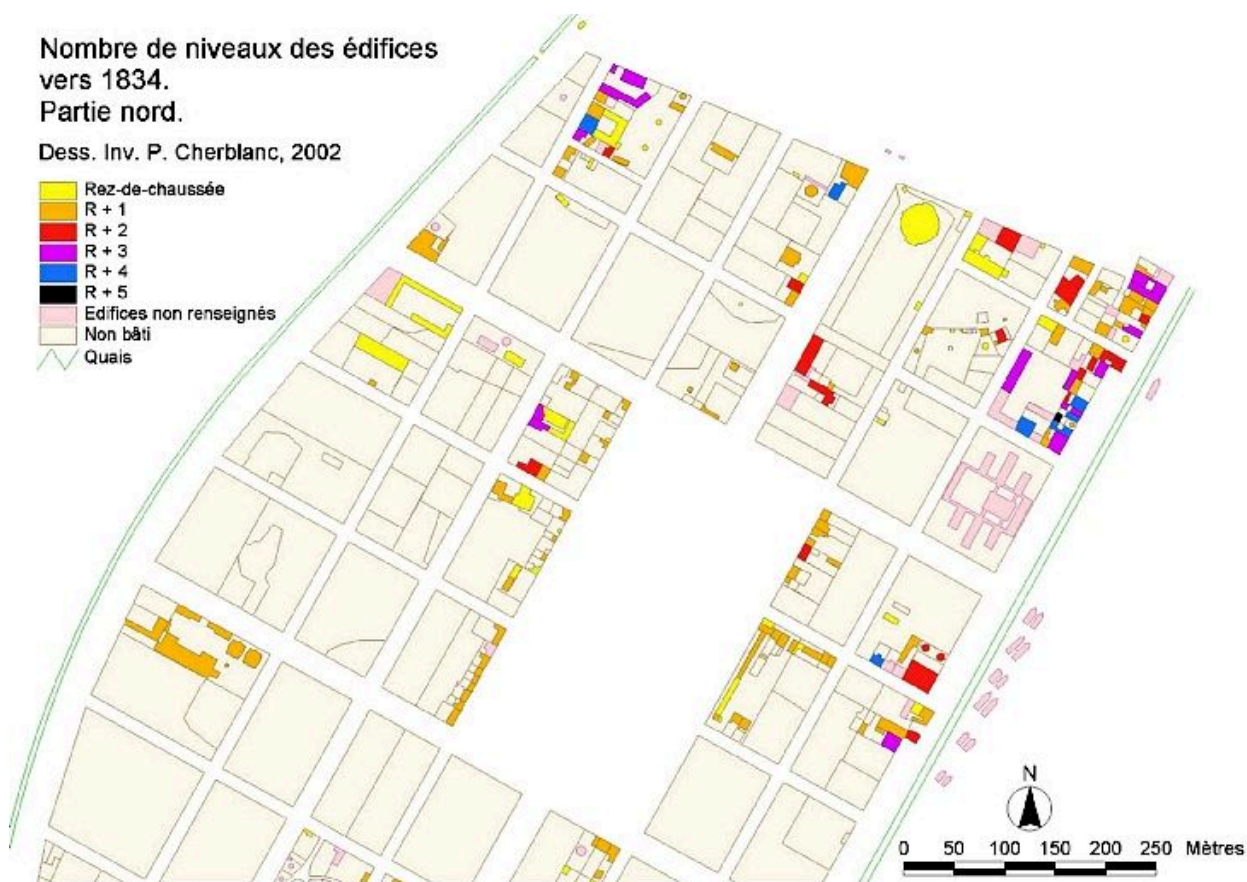 Nombre de niveaux des édifices
vers 1834.
Partie nord.
Dess. Inv. P. Cherblanc, 2002
Rez-de-chaussée
R + 1
R + 2
R + 3
R + 4
R + 5
Edifices non renseignés
Non bâti
Quais
N
0 50 100 150 200 250 Mètres